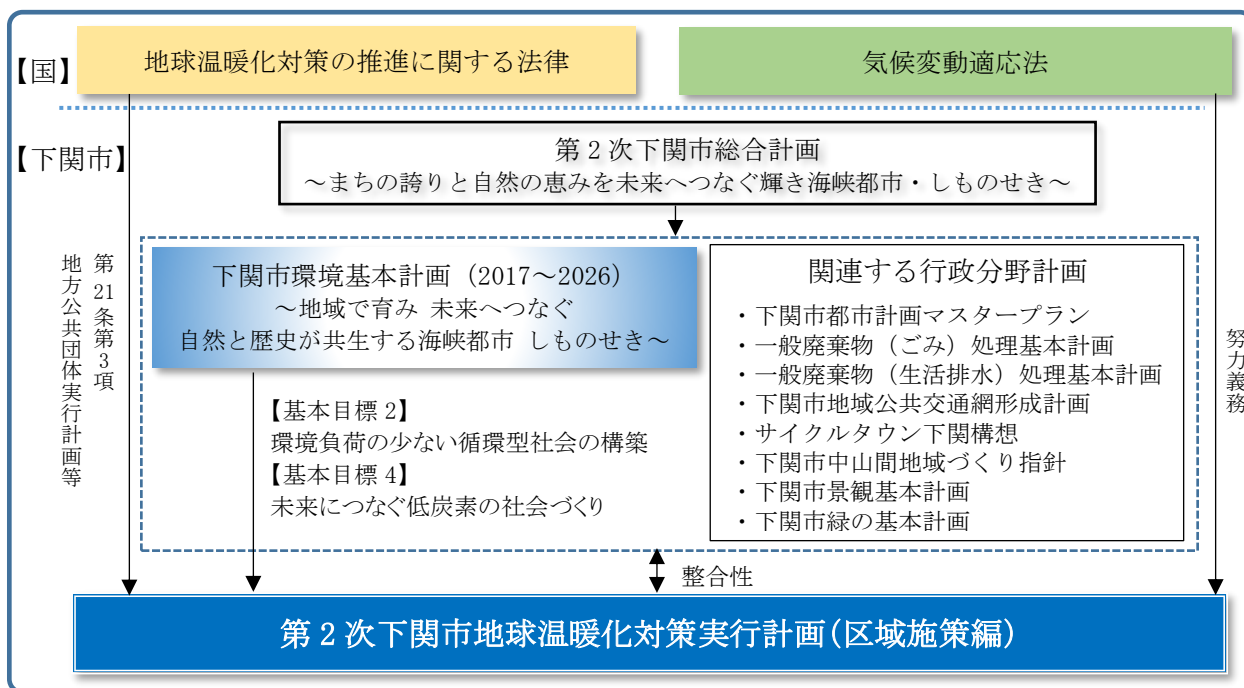 【国】
地球温暖化対策の推進に関する法律
気候変動適応法
【下関市】
第２次下関市総合計画
～まちの誇りと自然の恵みを未来へつなぐ輝き海峡都市・しものせき～
第21条第3項
地方公共団体実行計画等
下関市環境基本計画（2017～2026）
～地域で育み 未来へつなぐ
自然と歴史が共生する海峡都市 しものせき～
【基本目標２】
環境負荷の少ない循環型社会の構築
【基本目標４】
未来につなぐ低炭素の社会づくり
関連する行政分野計画
・下関市都市計画マスタープラン
・一般廃棄物（ごみ）処理基本計画
・一般廃棄物（生活排水）処理基本計画
・下関市地域公共交通網形成計画
・サイクルタウン下関構想
・下関市中山間地域づくり指針
・下関市景観基本計画
・下関市緑の基本計画
努力義務
整合性
第２次下関市地球温暖化対策実行計画(区域施策編)